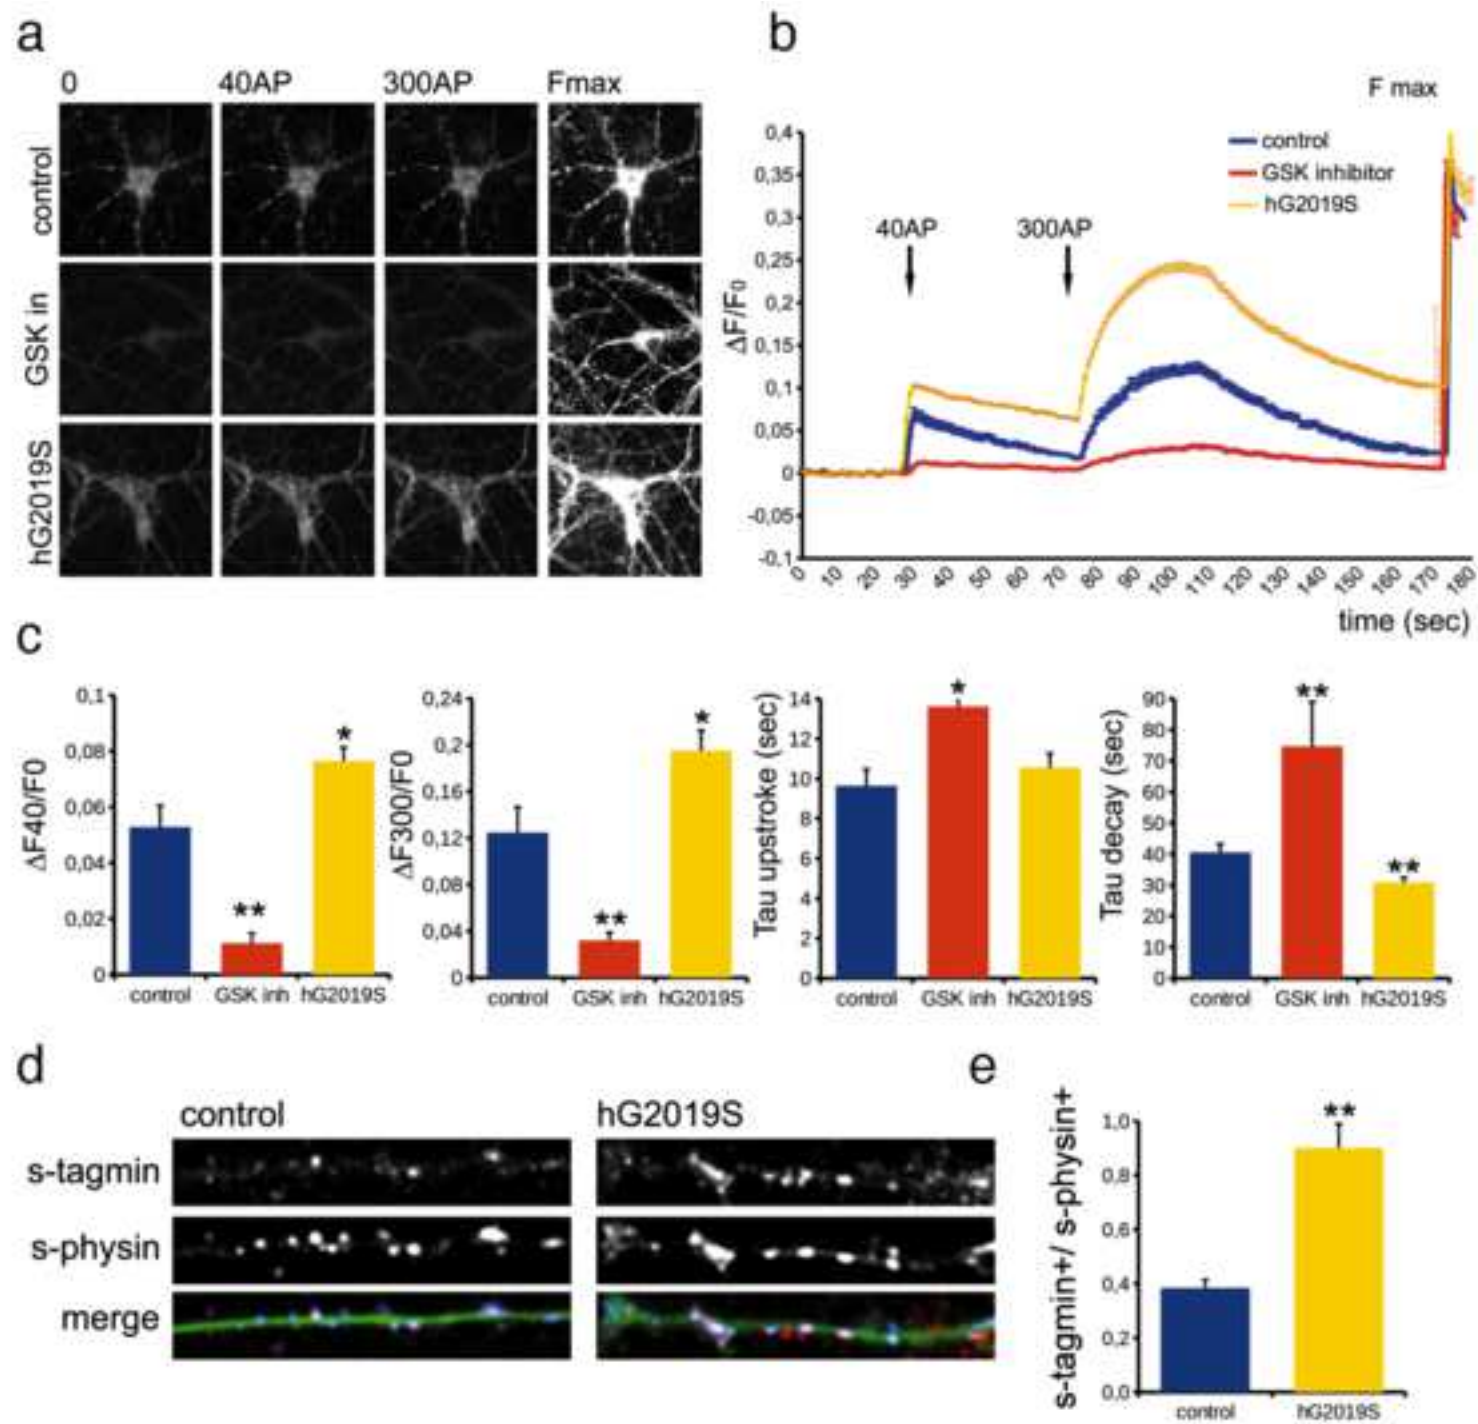 a
0 40AP 300AP Fmax
control
GSK in
hG2019S
b
F max
control
GSK inhibitor
hG2019S
40AP 300AP
ΔF/F0
0,4
0,35
0,3
0,25
0,2
0,15
0,1
0,05
0
-0,05
-0,1
0 10 20 30 40 50 60 70 80 90 100 110 120 130 140 150 160 170 180
time (sec)
c
ΔF40/F0
0,1
0,08
0,06
0,04
0,02
0
** *
control GSK inh hG2019S
ΔF300/F0
0,24
0,2
0,16
0,12
0,08
0,04
0
** *
control GSK inh hG2019S
Tau upstroke (sec)
14
12
10
8
6
4
2
0
*
control GSK inh hG2019S
Tau decay (sec)
90
80
70
60
50
40
30
20
10
0
** **
control GSK inh hG2019S
d
control hG2019S
s-tagmin
s-physin
merge
e
s-tagmin+/ s-physin+
1,0
0,8
0,6
0,4
0,2
0,0
**
control hG2019S